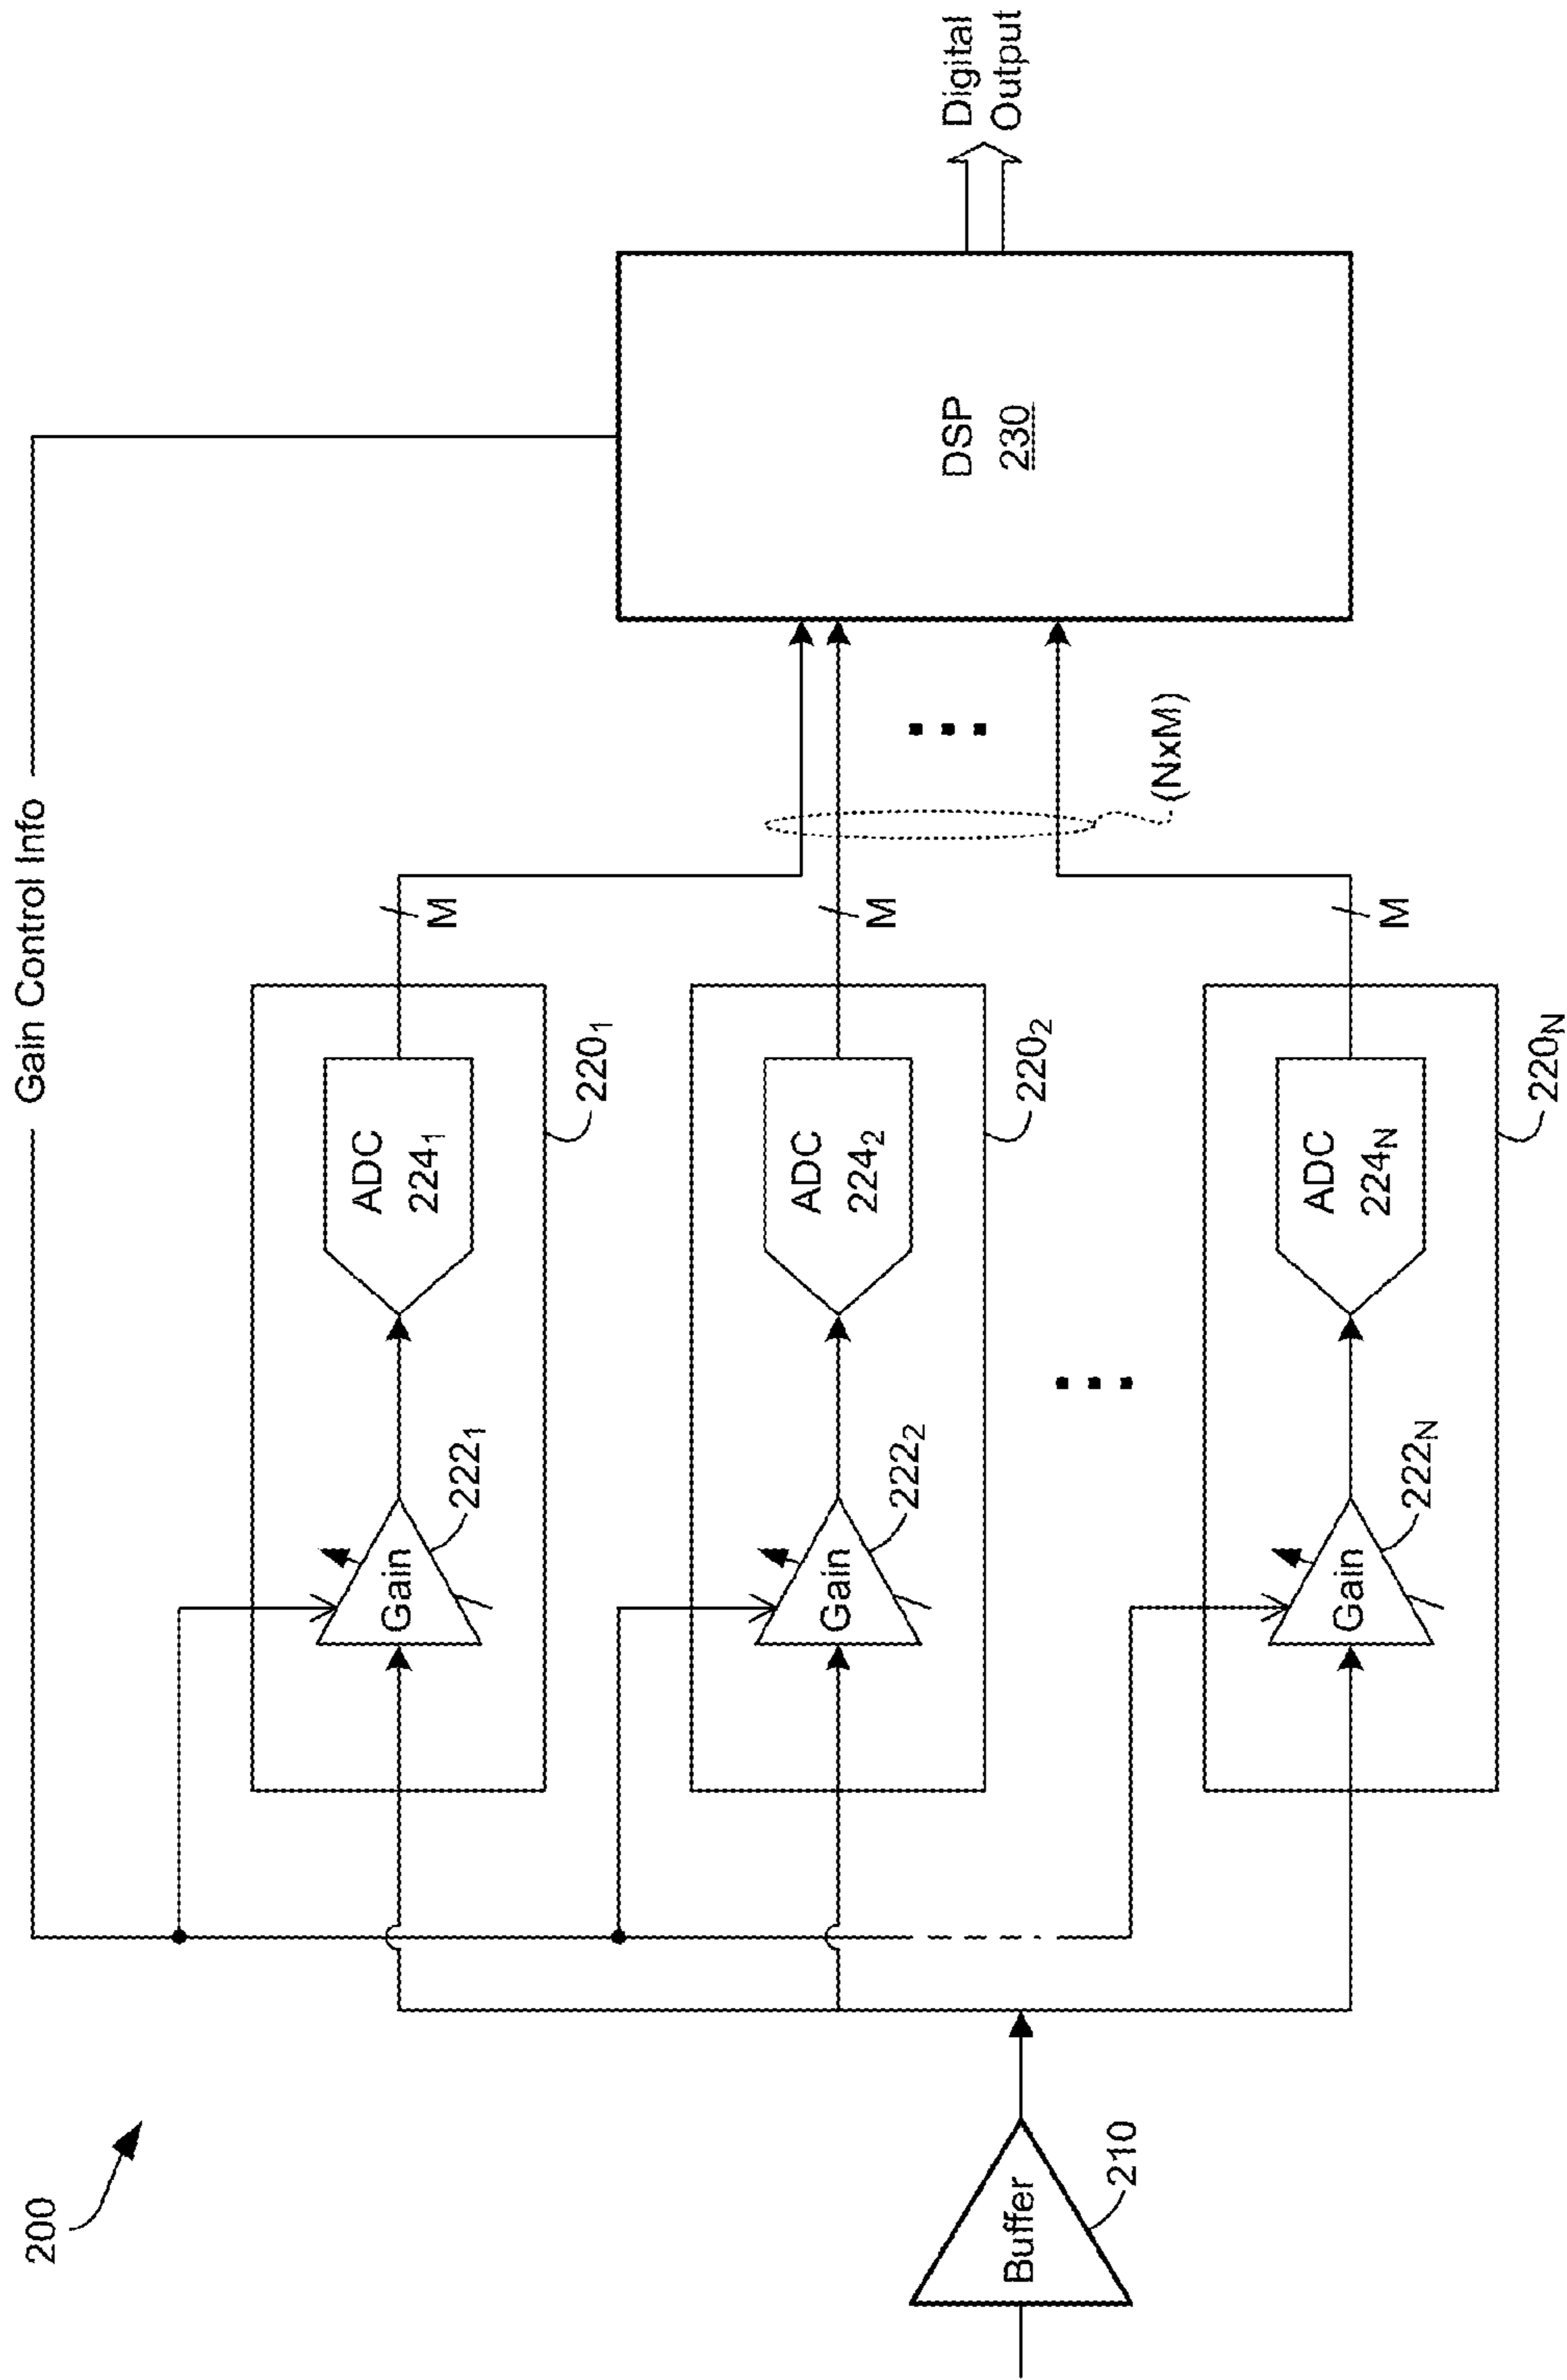 200
Gain Control Info
Buffer
210
Gain
222₁
ADC
224₁
220₁
M
Gain
222₂
ADC
224₂
220₂
M
Gain
222N
ADC
224N
220N
M
(NxM)
DSP
230
Digital
Output